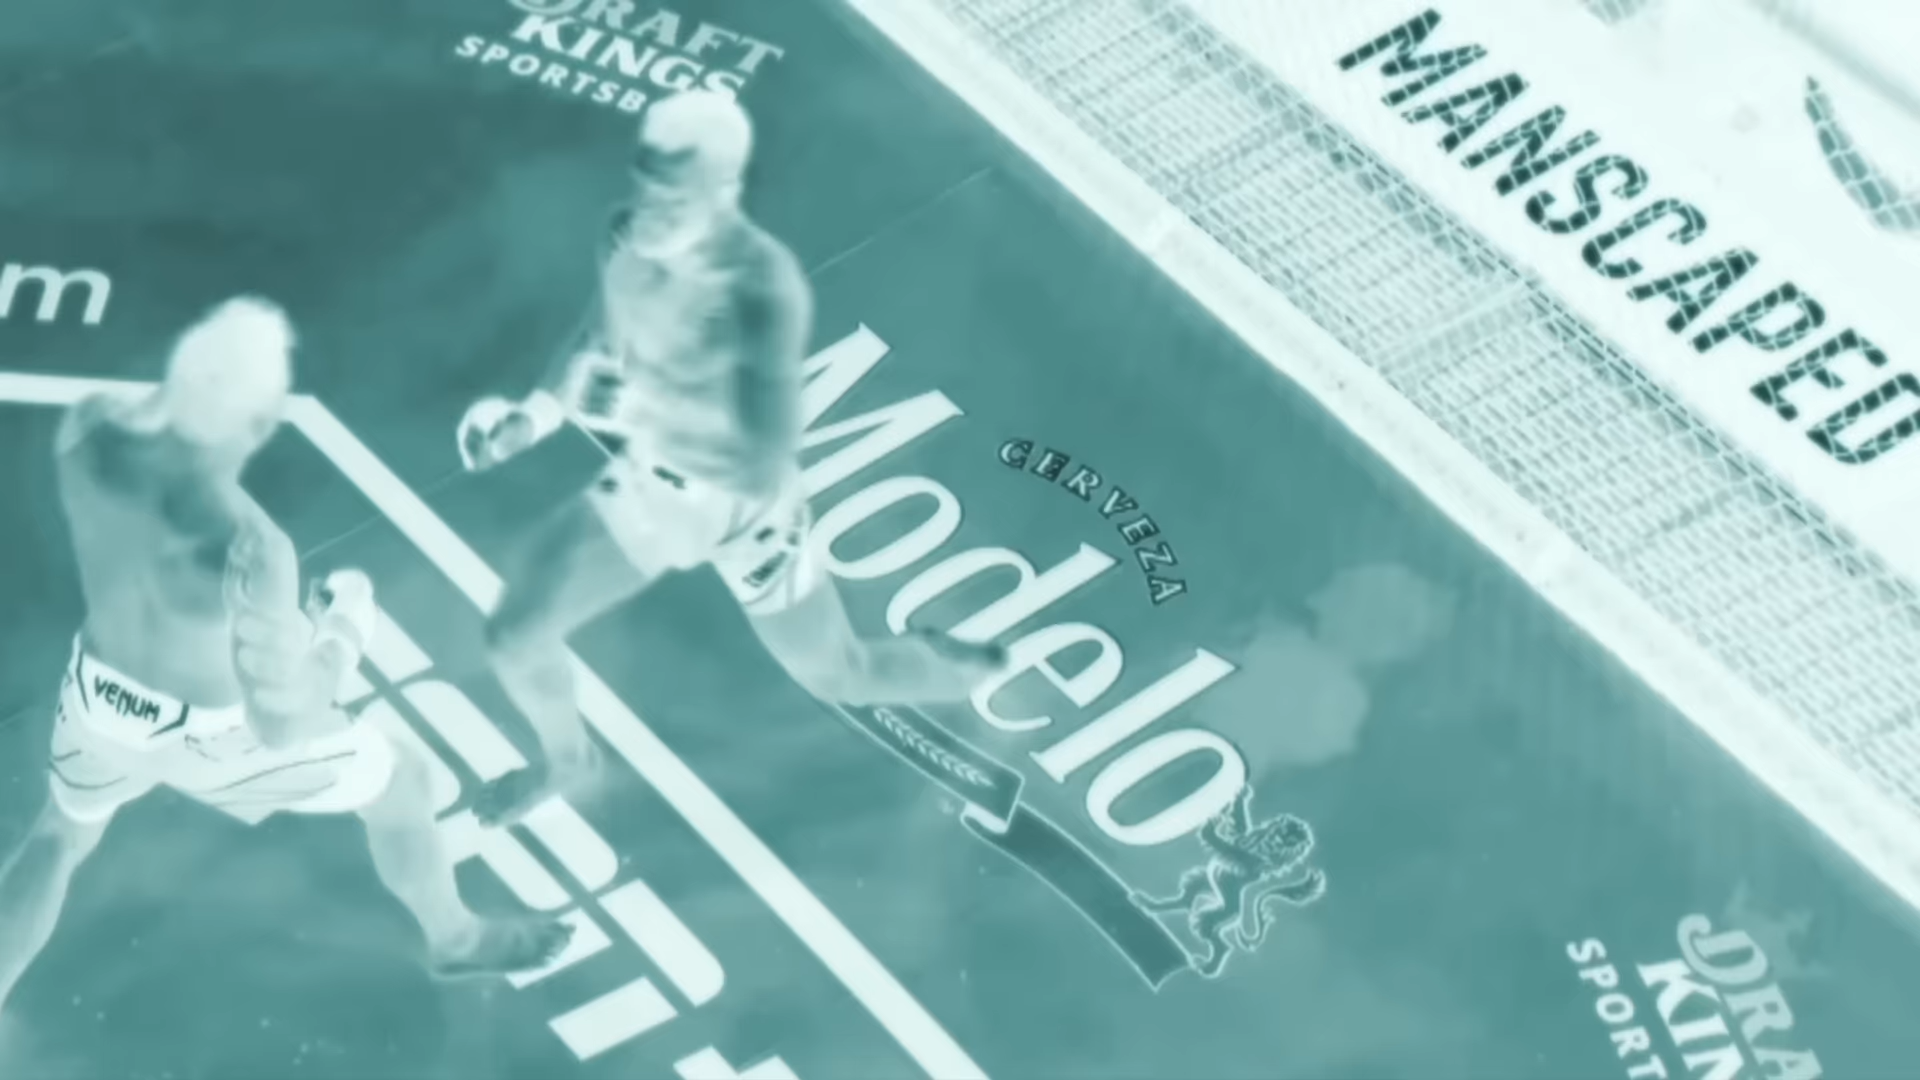 DRAFT
KINGS
SPORTSB
MANSCAPED
m
Modelo
CERVEZA
VENUM
DRA
KIN
SPORT